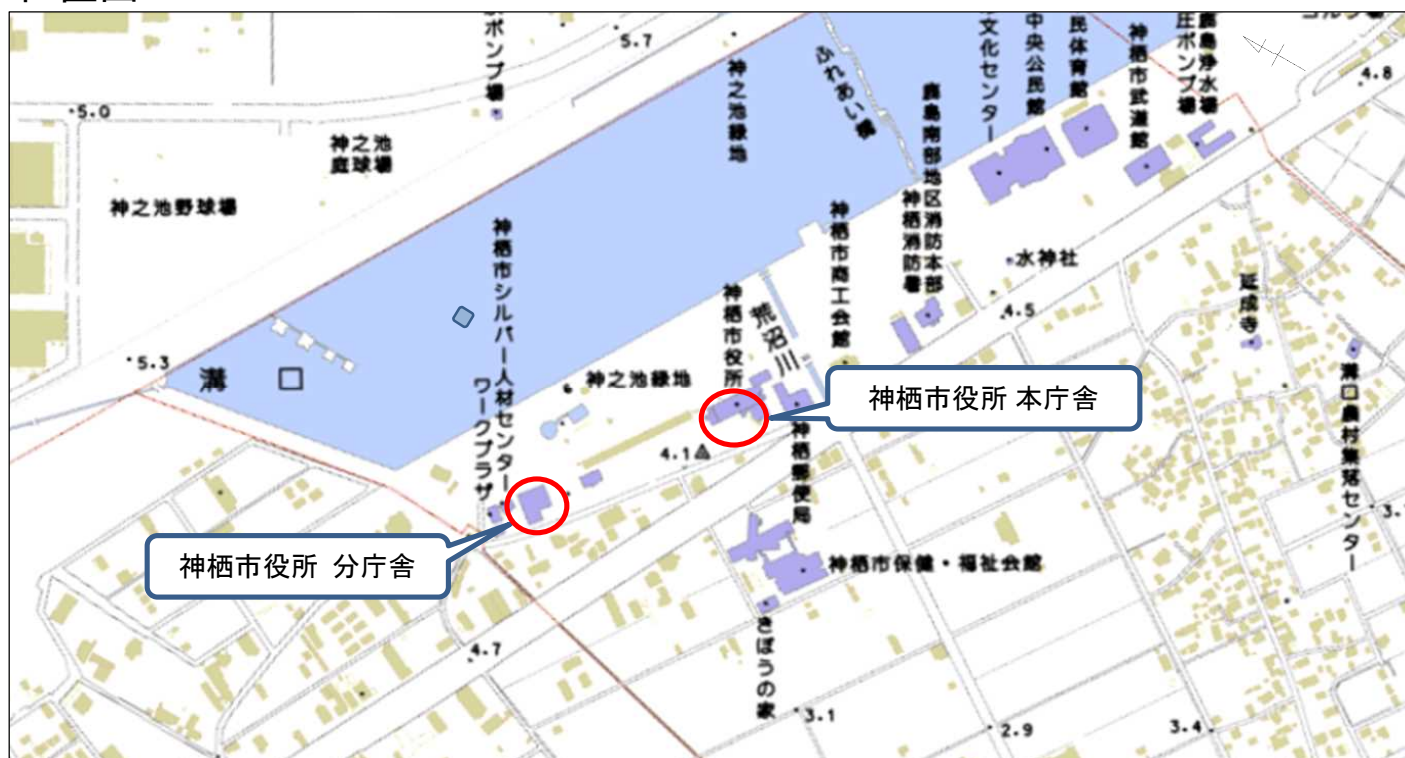 5.7
5.0
神之池
庭球場
神之池野球場
神之池緑地
ふれあい橋
文化センター
中央公民館
民体育館
神栖市武道館
圧ポンプ場
鹿島浄水場
4.8
鹿島南部地区消防本部
神栖消防署
神栖市商工会館
水神社
4.5
延成寺
溝口農村集落センター
神栖市役所
荒沼川
神栖市シルバー人材センター
ワークプラザ
5.3
溝口
神之池緑地
4.1
神栖郵便局
神栖市役所 本庁舎
神栖市役所 分庁舎
神栖市保健・福祉会館
きぼうの家
4.7
3.1
2.9
3.4